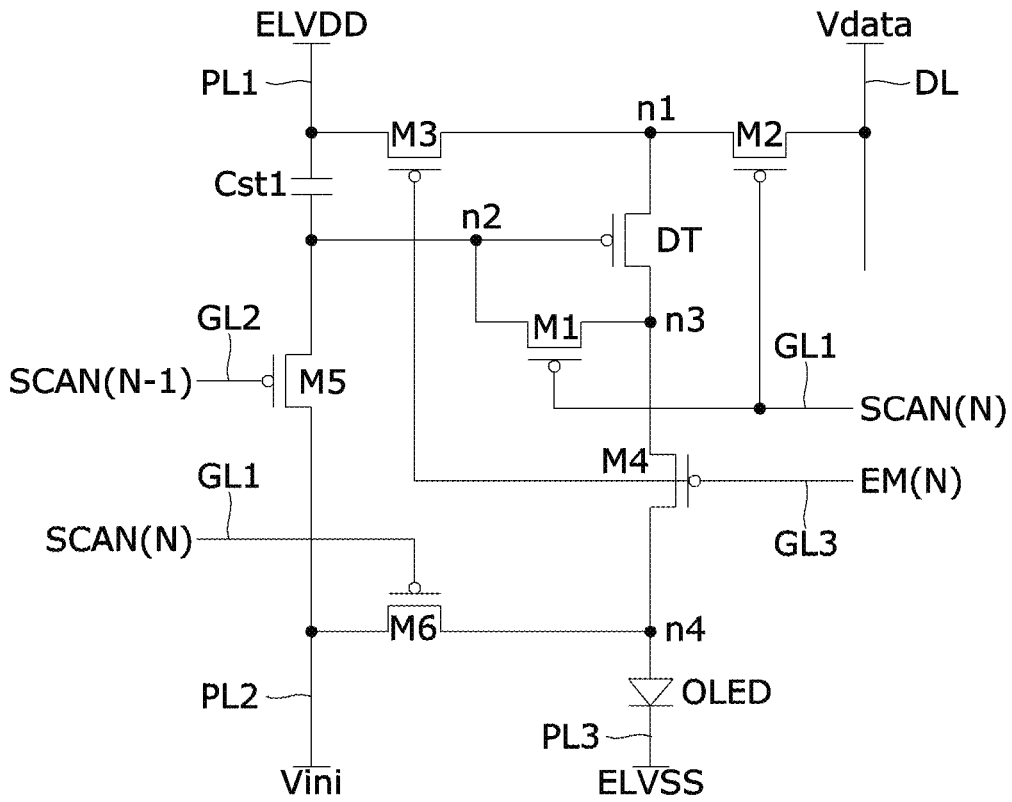 ELVDD
Vdata
PL1
DL
n1
M3
M2
Cst1
n2
DT
GL2
M1
n3
GL1
SCAN(N-1)
M5
SCAN(N)
M4
GL1
EM(N)
SCAN(N)
GL3
M6
n4
PL2
OLED
PL3
Vini
ELVSS